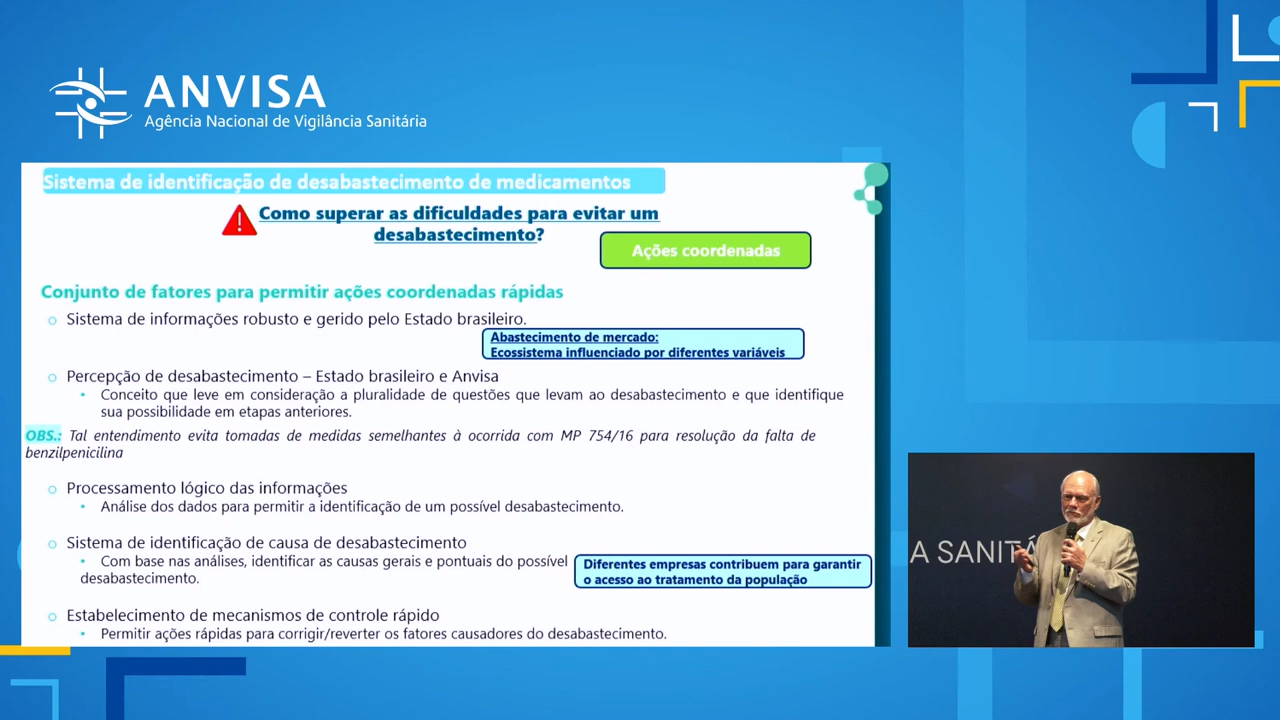 ANVISA
Agência Nacional de Vigilância Sanitária
Sistema de identificação de desabastecimento de medicamentos
Como superar as dificuldades para evitar um
desabastecimento?
Ações coordenadas
Conjunto de fatores para permitir ações coordenadas rápidas
Sistema de informações robusto e gerido pelo Estado brasileiro.
Abastecimento de mercado:
Ecossistema influenciado por diferentes variáveis
Percepção de desabastecimento – Estado brasileiro e Anvisa
Conceito que leve em consideração a pluralidade de questões que levam ao desabastecimento e que identifique
sua possibilidade em etapas anteriores.
OBS.: Tal entendimento evita tomadas de medidas semelhantes à ocorrida com MP 754/16 para resolução da falta de
benzilpenicilina
Processamento lógico das informações
Análise dos dados para permitir a identificação de um possível desabastecimento.
Sistema de identificação de causa de desabastecimento
Com base nas análises, identificar as causas gerais e pontuais do possível
desabastecimento.
Diferentes empresas contribuem para garantir
o acesso ao tratamento da população
Estabelecimento de mecanismos de controle rápido
Permitir ações rápidas para corrigir/reverter os fatores causadores do desabastecimento.
A SANITÁ